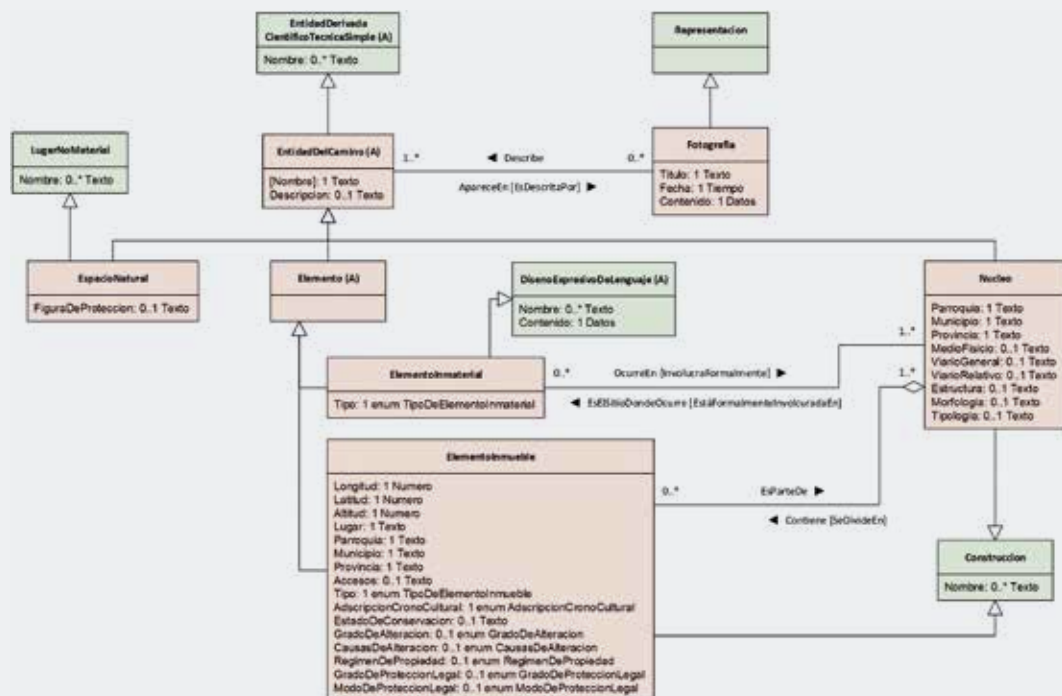 EntidadDerivada
CientificoTecnicaSimple (A)
Nombre: 0..* Texto
Representacion
LugarNoMaterial
Nombre: 0..* Texto
EntidadDelCamino (A)
[Nombre]: 1 Texto
Descripcion: 0..1 Texto
1..*
◄ Describe
0..*
ApareceEn [EsDescritaPor] ►
Fotografia
Titulo: 1 Texto
Fecha: 1 Tiempo
Contenido: 1 Datos
EspacioNatural
FiguraDeProteccion: 0..1 Texto
Elemento (A)
DisenoExpresivoDeLenguaje (A)
Nombre: 0..* Texto
Contenido: 1 Datos
Nucleo
Parroquia: 1 Texto
Municipio: 1 Texto
Provincia: 1 Texto
MedioFisicio: 0..1 Texto
ViarioGeneral: 0..1 Texto
ViarioRelativo: 0..1 Texto
Estructura: 0..1 Texto
Morfologia: 0..1 Texto
Tipologia: 0..1 Texto
1..*
1..*
ElementoInmaterial
Tipo: 1 enum TipoDeElementoInmaterial
0..*
OcurreEn [InvolucraFormalmente] ►
◄ EsElSitioDondeOcurre [EstáFormalmenteInvolcuradaEn]
ElementoInmueble
Longitud: 1 Numero
Latitud: 1 Numero
Altitud: 1 Numero
Lugar: 1 Texto
Parroquia: 1 Texto
Municipio: 1 Texto
Provincia: 1 Texto
Accesos: 0..1 Texto
Tipo: 1 enum TipoDeElementoInmueble
AdscripcionCronoCultural: 1 enum AdscripcionCronoCultural
EstadoDeConservacion: 0..1 Texto
GradoDeAlteracion: 0..1 enum GradoDeAlteracion
CausasDeAlteracion: 0..1 enum CausasDeAlteracion
RegimenDePropiedad: 0..1 enum RegimenDePropiedad
GradoDeProteccionLegal: 0..1 enum GradoDeProteccionLegal
ModoDeProteccionLegal: 0..1 enum ModoDeProteccionLegal
0..*
EsParteDe ►
◄ Contiene [SeDivideEn]
Construccion
Nombre: 0..* Texto